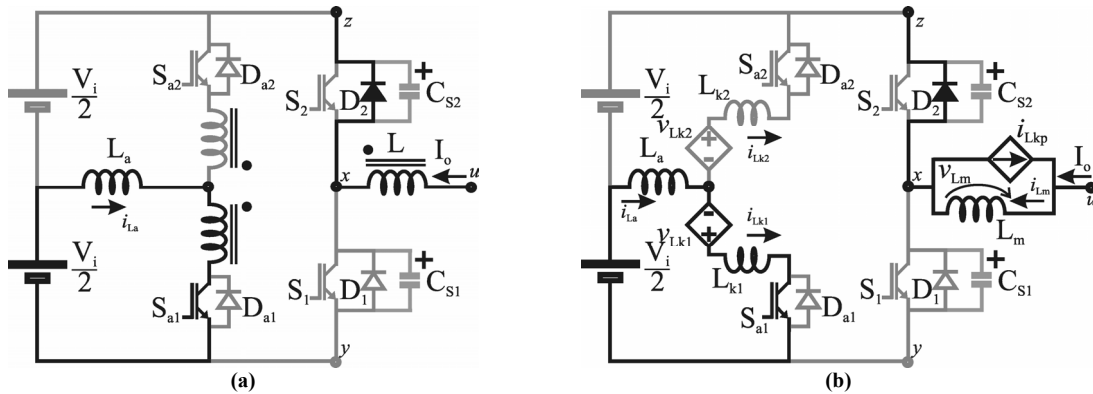 z
V_i/2
S_a2
D_a2
S_2
D_2
+
C_S2
L_a
L
I_o
i_La
x
u
V_i/2
S_a1
D_a1
S_1
D_1
+
C_S1
y
(a)
z
V_i/2
S_a2
D_a2
L_k2
v_Lk2
+
-
i_Lk2
S_2
D_2
+
C_S2
i_Lkp
L_a
I_o
i_La
x
v_Lm
i_Lm
L_m
-
+
v_Lk1
i_Lk1
V_i/2
L_k1
S_a1
D_a1
S_1
D_1
+
C_S1
y
(b)